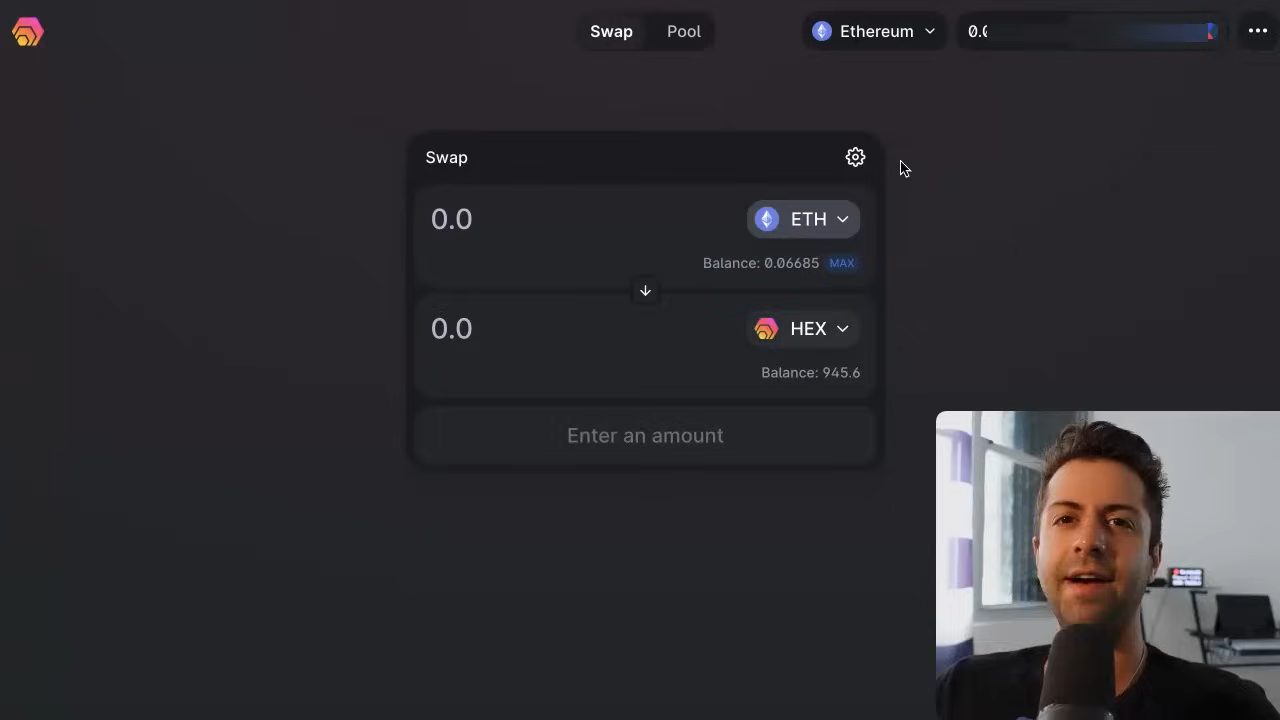 Swap
Pool
Ethereum
Swap
0.0
ETH
Balance: 0.06685 MAX
0.0
HEX
Balance: 945.6
Enter an amount